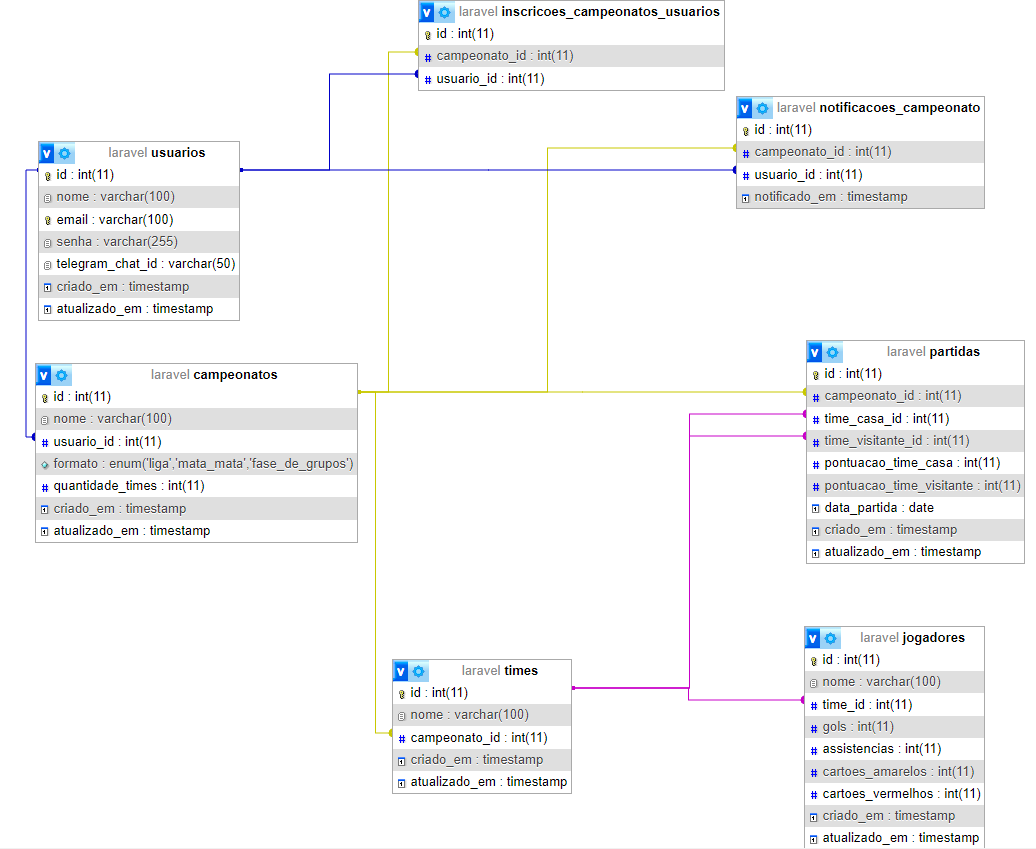 laravel inscricoes_campeonatos_usuarios
id : int(11)
campeonato_id : int(11)
usuario_id : int(11)
laravel notificacoes_campeonato
id : int(11)
campeonato_id : int(11)
usuario_id : int(11)
notificado_em : timestamp
laravel usuarios
id : int(11)
nome : varchar(100)
email : varchar(100)
senha : varchar(255)
telegram_chat_id : varchar(50)
criado_em : timestamp
atualizado_em : timestamp
laravel campeonatos
id : int(11)
nome : varchar(100)
usuario_id : int(11)
formato : enum('liga','mata_mata','fase_de_grupos')
quantidade_times : int(11)
criado_em : timestamp
atualizado_em : timestamp
laravel partidas
id : int(11)
campeonato_id : int(11)
time_casa_id : int(11)
time_visitante_id : int(11)
pontuacao_time_casa : int(11)
pontuacao_time_visitante : int(11)
data_partida : date
criado_em : timestamp
atualizado_em : timestamp
laravel times
id : int(11)
nome : varchar(100)
campeonato_id : int(11)
criado_em : timestamp
atualizado_em : timestamp
laravel jogadores
id : int(11)
nome : varchar(100)
time_id : int(11)
gols : int(11)
assistencias : int(11)
cartoes_amarelos : int(11)
cartoes_vermelhos : int(11)
criado_em : timestamp
atualizado_em : timestamp